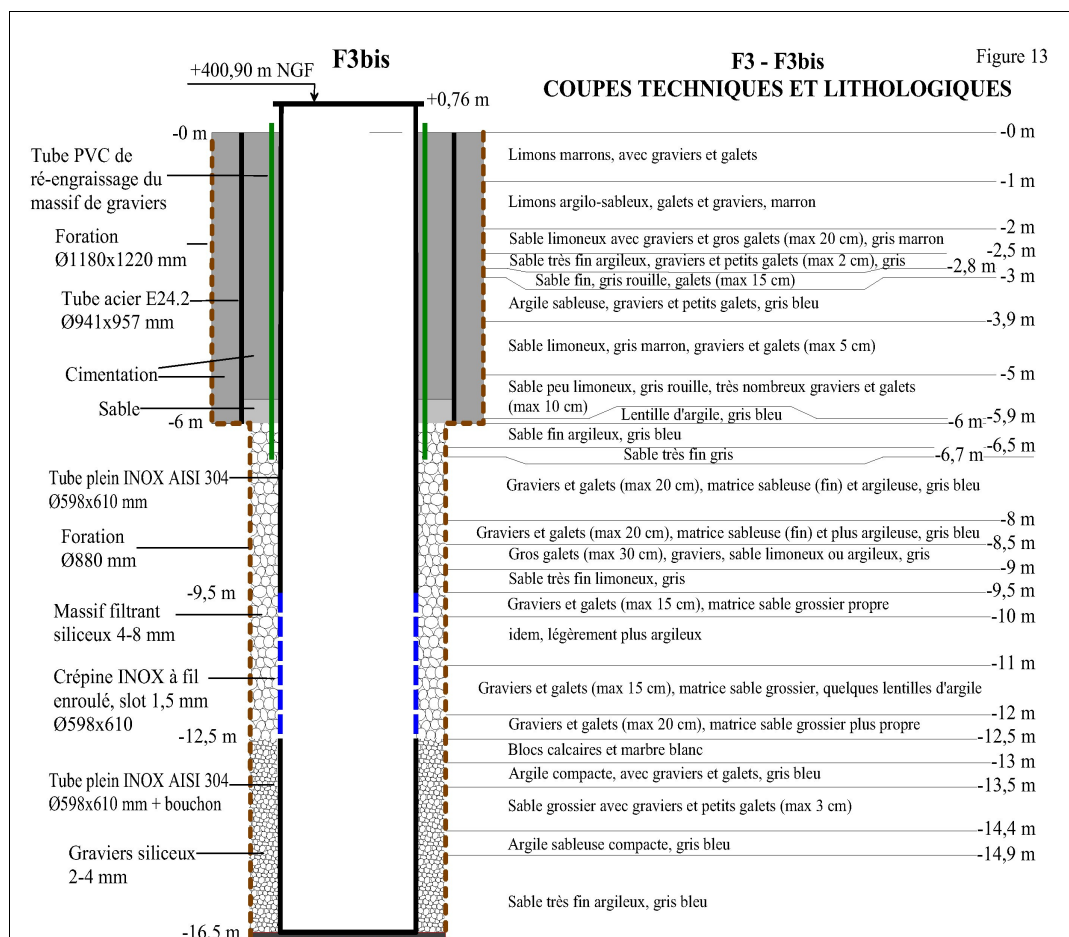 F3bis
F3 - F3bis
Figure 13
COUPES TECHNIQUES ET LITHOLOGIQUES
+400,90 m NGF
+0,76 m
-0 m
Tube PVC de
ré-engraissage du
massif de graviers
Foration
Ø1180x1220 mm
Tube acier E24.2
Ø941x957 mm
Cimentation
Sable
-6 m
Tube plein INOX AISI 304
Ø598x610 mm
Foration
Ø880 mm
-9,5 m
Massif filtrant
siliceux 4-8 mm
Crépine INOX à fil
enroulé, slot 1,5 mm
Ø598x610
-12,5 m
Tube plein INOX AISI 304
Ø598x610 mm + bouchon
Graviers siliceux
2-4 mm
-16,5 m
-0 m
Limons marrons, avec graviers et galets
-1 m
Limons argilo-sableux, galets et graviers, marron
-2 m
Sable limoneux avec graviers et gros galets (max 20 cm), gris marron
-2,5 m
Sable très fin argileux, graviers et petits galets (max 2 cm), gris
-2,8 m
Sable fin, gris rouille, galets (max 15 cm)
-3 m
Argile sableuse, graviers et petits galets, gris bleu
-3,9 m
Sable limoneux, gris marron, graviers et galets (max 5 cm)
-5 m
Sable peu limoneux, gris rouille, très nombreux graviers et galets
(max 10 cm)
-5,9 m
Lentille d'argile, gris bleu
-6 m
Sable fin argileux, gris bleu
-6,5 m
Sable très fin gris
-6,7 m
Graviers et galets (max 20 cm), matrice sableuse (fin) et argileuse, gris bleu
-8 m
Graviers et galets (max 20 cm), matrice sableuse (fin) et plus argileuse, gris bleu
-8,5 m
Gros galets (max 30 cm), graviers, sable limoneux ou argileux, gris
-9 m
Sable très fin limoneux, gris
-9,5 m
Graviers et galets (max 15 cm), matrice sable grossier propre
-10 m
idem, légèrement plus argileux
-11 m
Graviers et galets (max 15 cm), matrice sable grossier, quelques lentilles d'argile
-12 m
Graviers et galets (max 20 cm), matrice sable grossier plus propre
-12,5 m
Blocs calcaires et marbre blanc
-13 m
Argile compacte, avec graviers et galets, gris bleu
-13,5 m
Sable grossier avec graviers et petits galets (max 3 cm)
-14,4 m
Argile sableuse compacte, gris bleu
-14,9 m
Sable très fin argileux, gris bleu